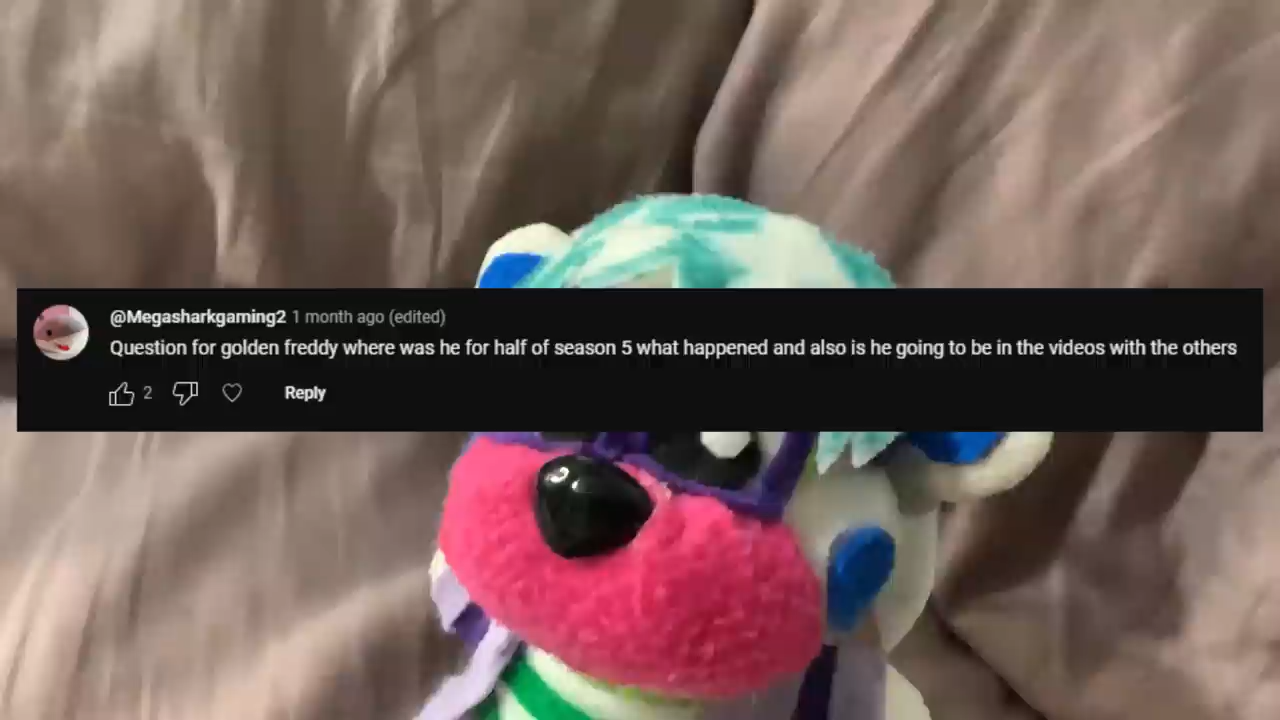 @Megasharkgaming2 1 month ago (edited)
Question for golden freddy where was he for half of season 5 what happened and also is he going to be in the videos with the others
2
Reply